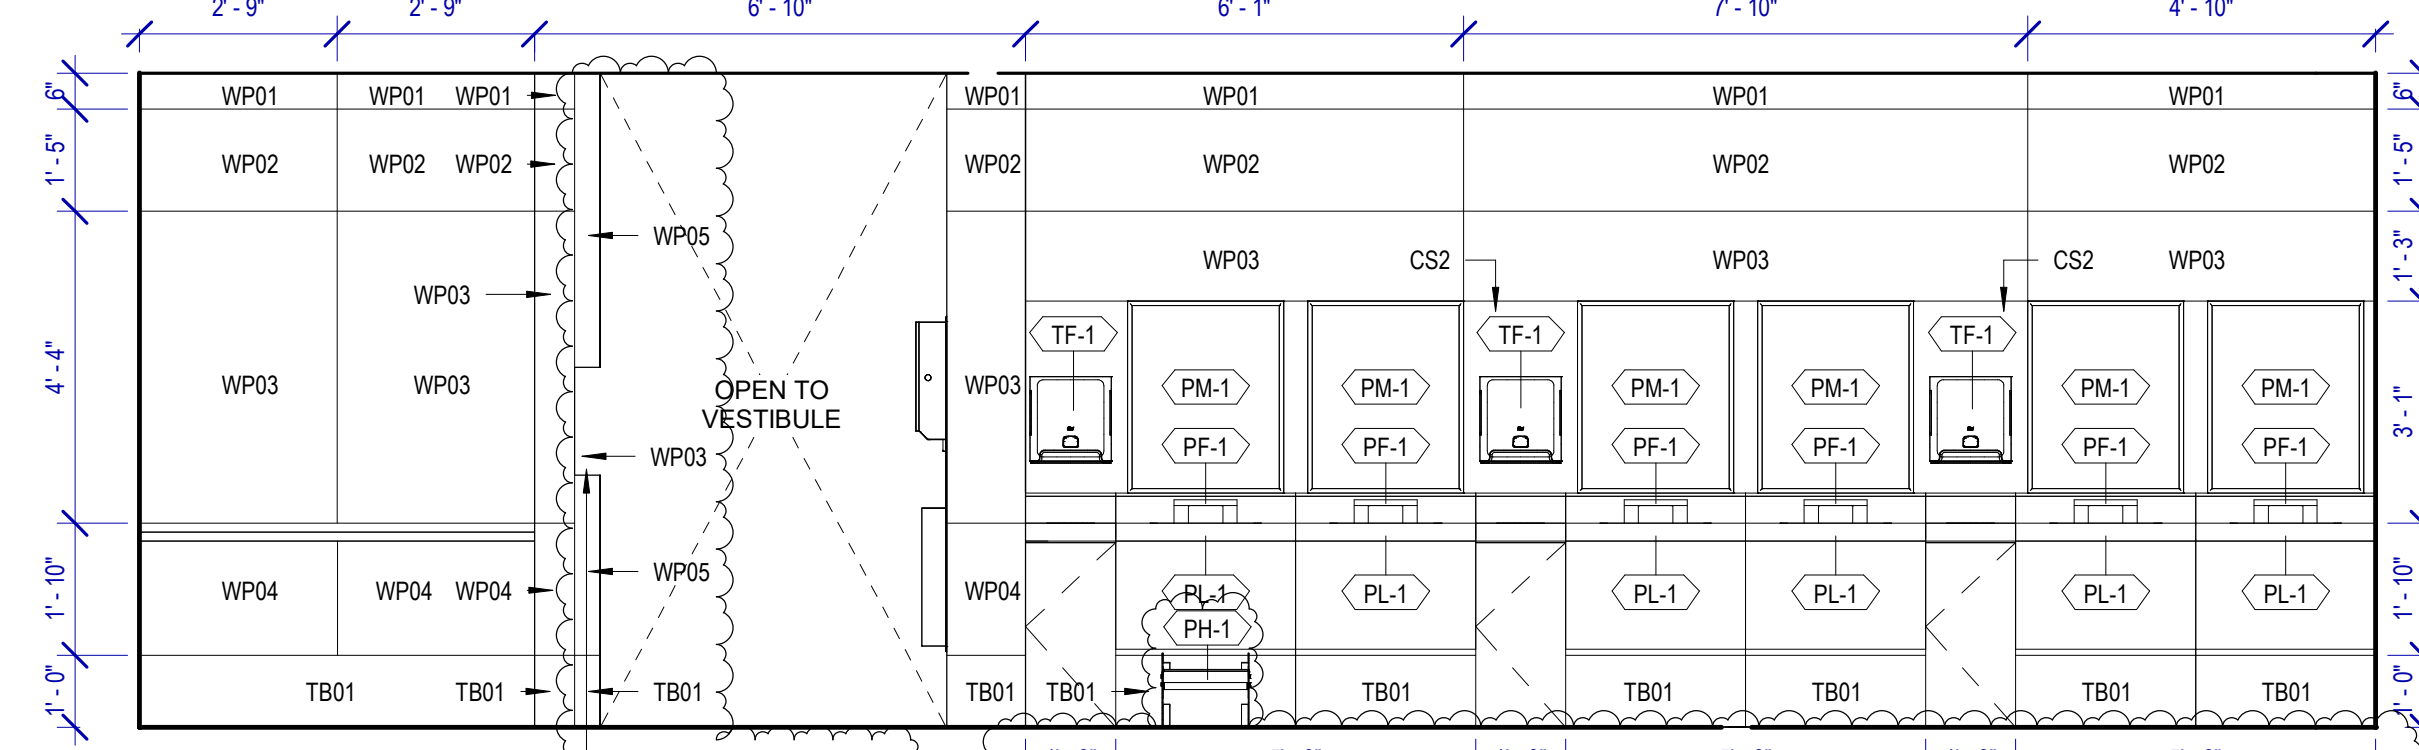 2' - 9" 2' - 9" 6' - 10" 6' - 1" 7' - 10" 4' - 10"
6" WP01 WP01 WP01 WP01 WP01 WP01 WP01 6"
1' - 5" WP02 WP02 WP02 WP02 WP02 WP02 WP02 1' - 5"
WP05
WP03 CS2 WP03 CS2 WP03 1' - 3"
WP03
TF-1 TF-1 TF-1
4' - 4" WP03 WP03 OPEN TO WP03 PM-1 PM-1 PM-1 PM-1 PM-1 PM-1
VESTIBULE 3' - 1"
WP03 PF-1 PF-1 PF-1 PF-1 PF-1 PF-1
WP05
1' - 10" WP04 WP04 WP04 WP04 PL-1 PL-1 PL-1 PL-1 PL-1 PL-1 1' - 10"
PH-1
1' - 0" TB01 TB01 TB01 TB01 TB01 TB01 TB01 TB01 TB01 TB01 1' - 0"